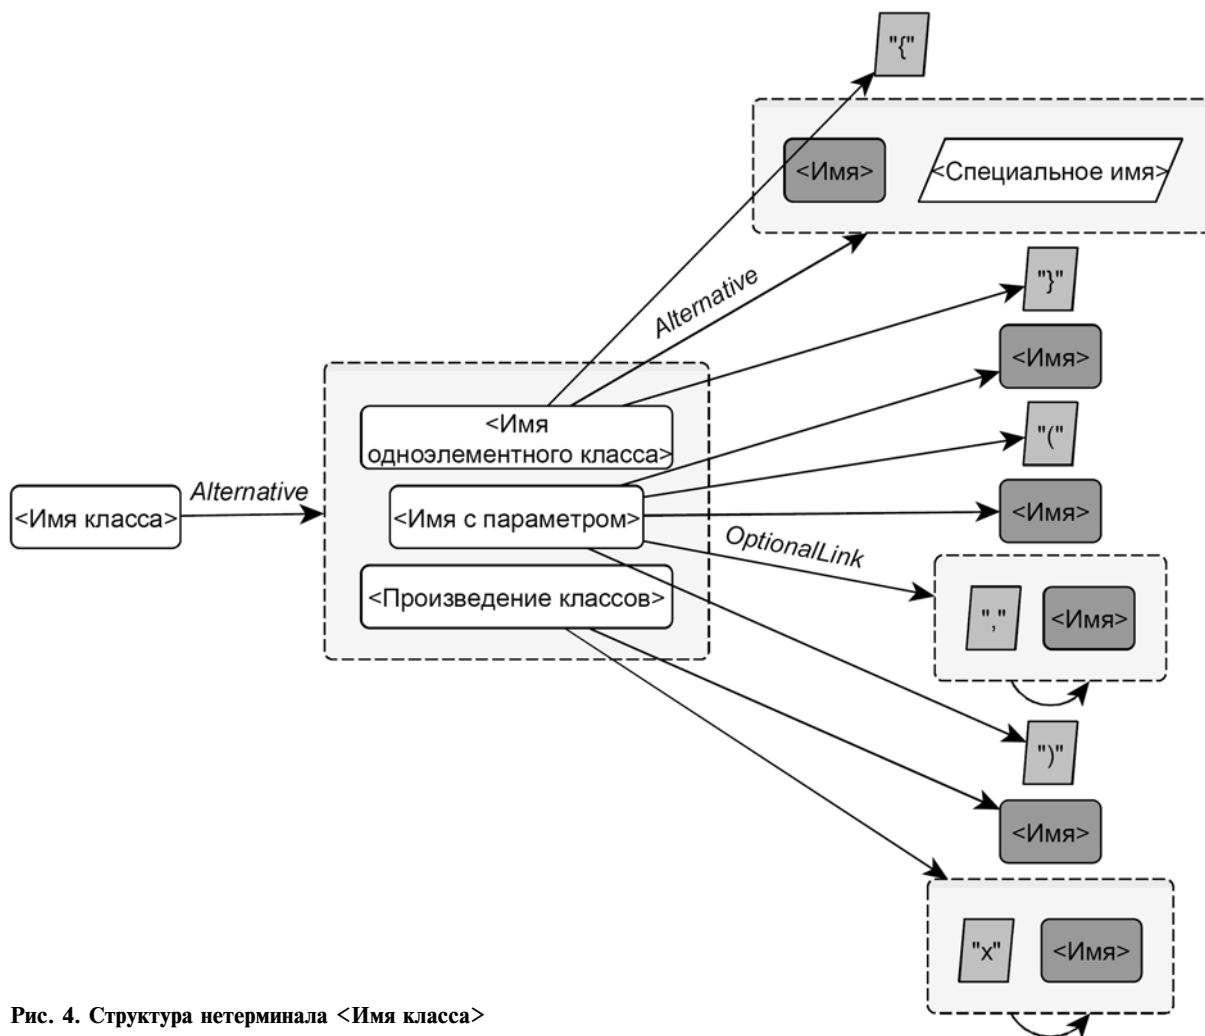 "{"
<Имя>
<Специальное имя>
Alternative
"}"
<Имя>
<Имя
одноэлементного класса>
"("
<Имя класса>
Alternative
<Имя с параметром>
<Имя>
OptionalLink
<Произведение классов>
","
<Имя>
")"
<Имя>
"x"
<Имя>
Рис. 4. Структура нетерминала <Имя класса>